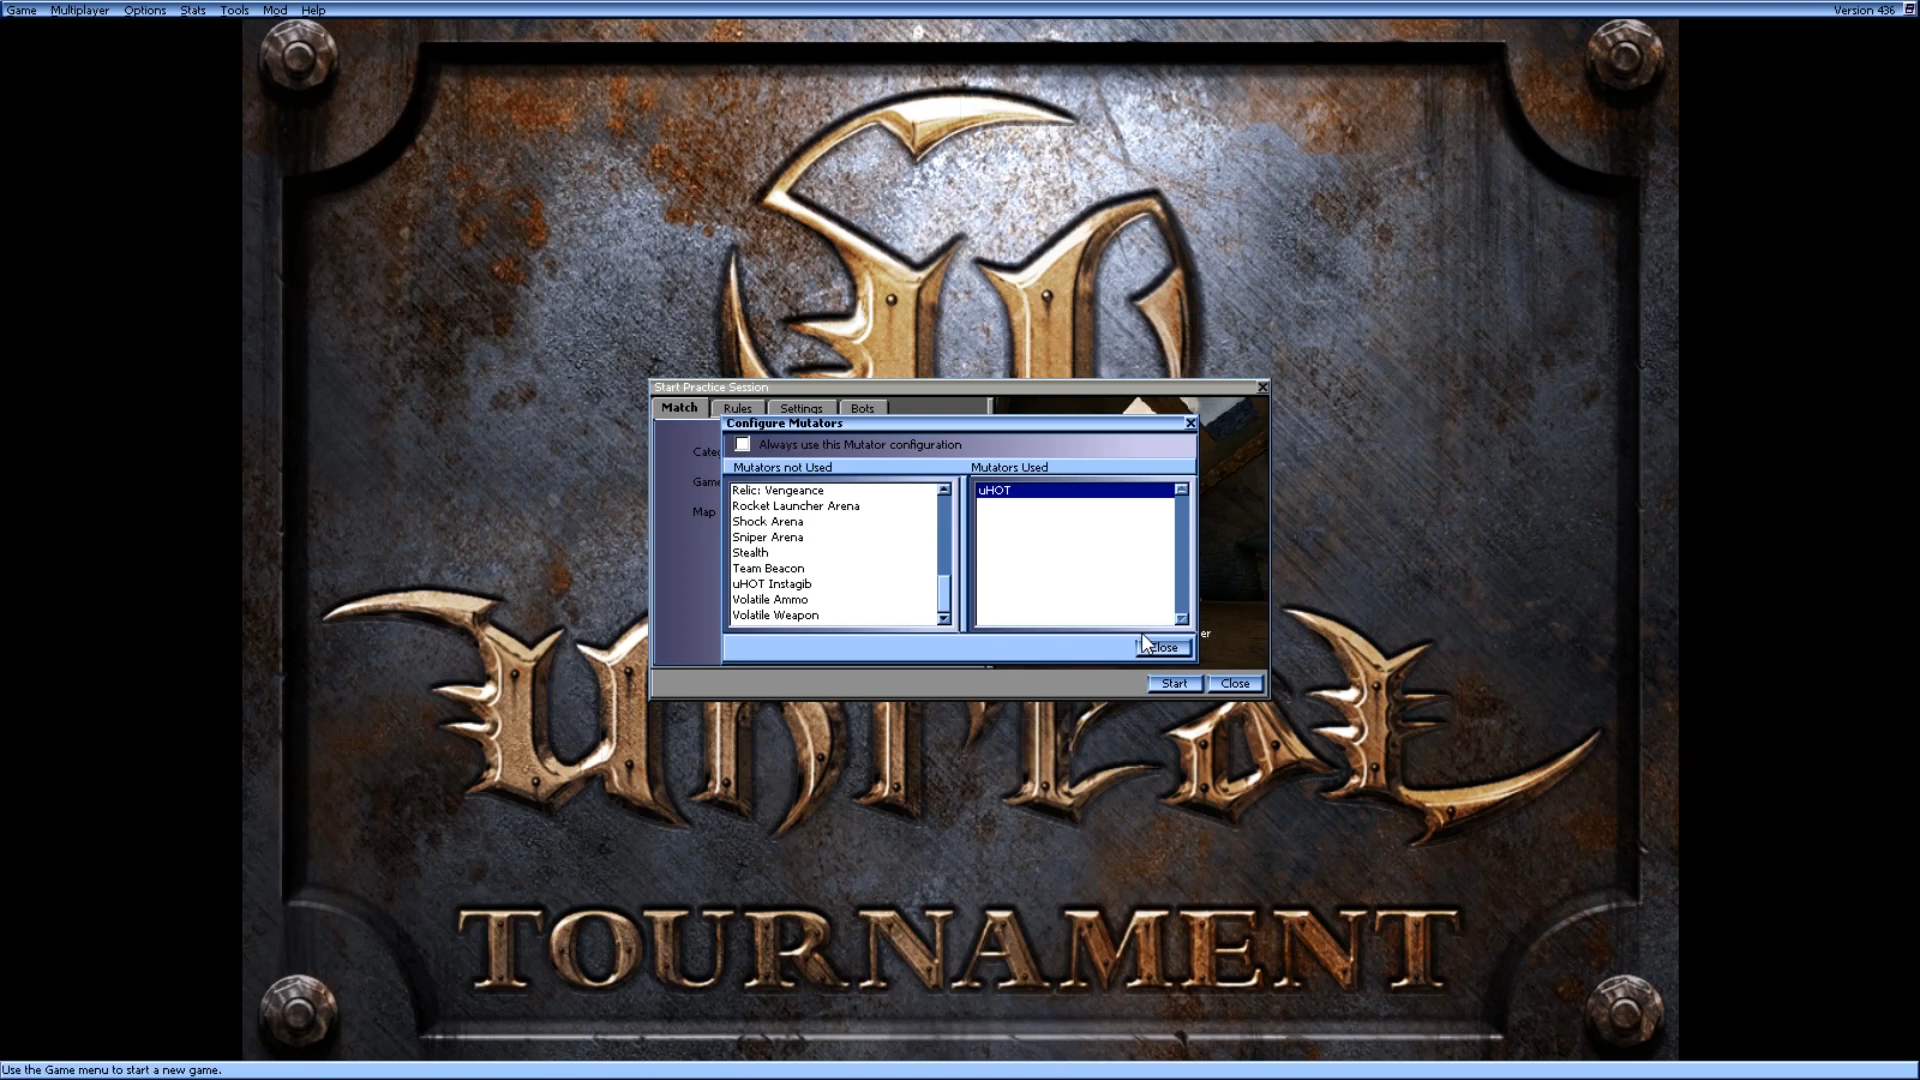 Game Multiplayer Options Stats Tools Mod Help Version 436
Start Practice Session
Match Rules Settings Bots
Configure Mutators
Always use this Mutator configuration
Mutators not Used Mutators Used
Relic: Vengeance
Rocket Launcher Arena
Shock Arena
Sniper Arena
Stealth
Team Beacon
uHOT Instagib
Volatile Ammo
Volatile Weapon
uHOT
Map
Close
Start Close
UNREAL
TOURNAMENT
Use the Game menu to start a new game.